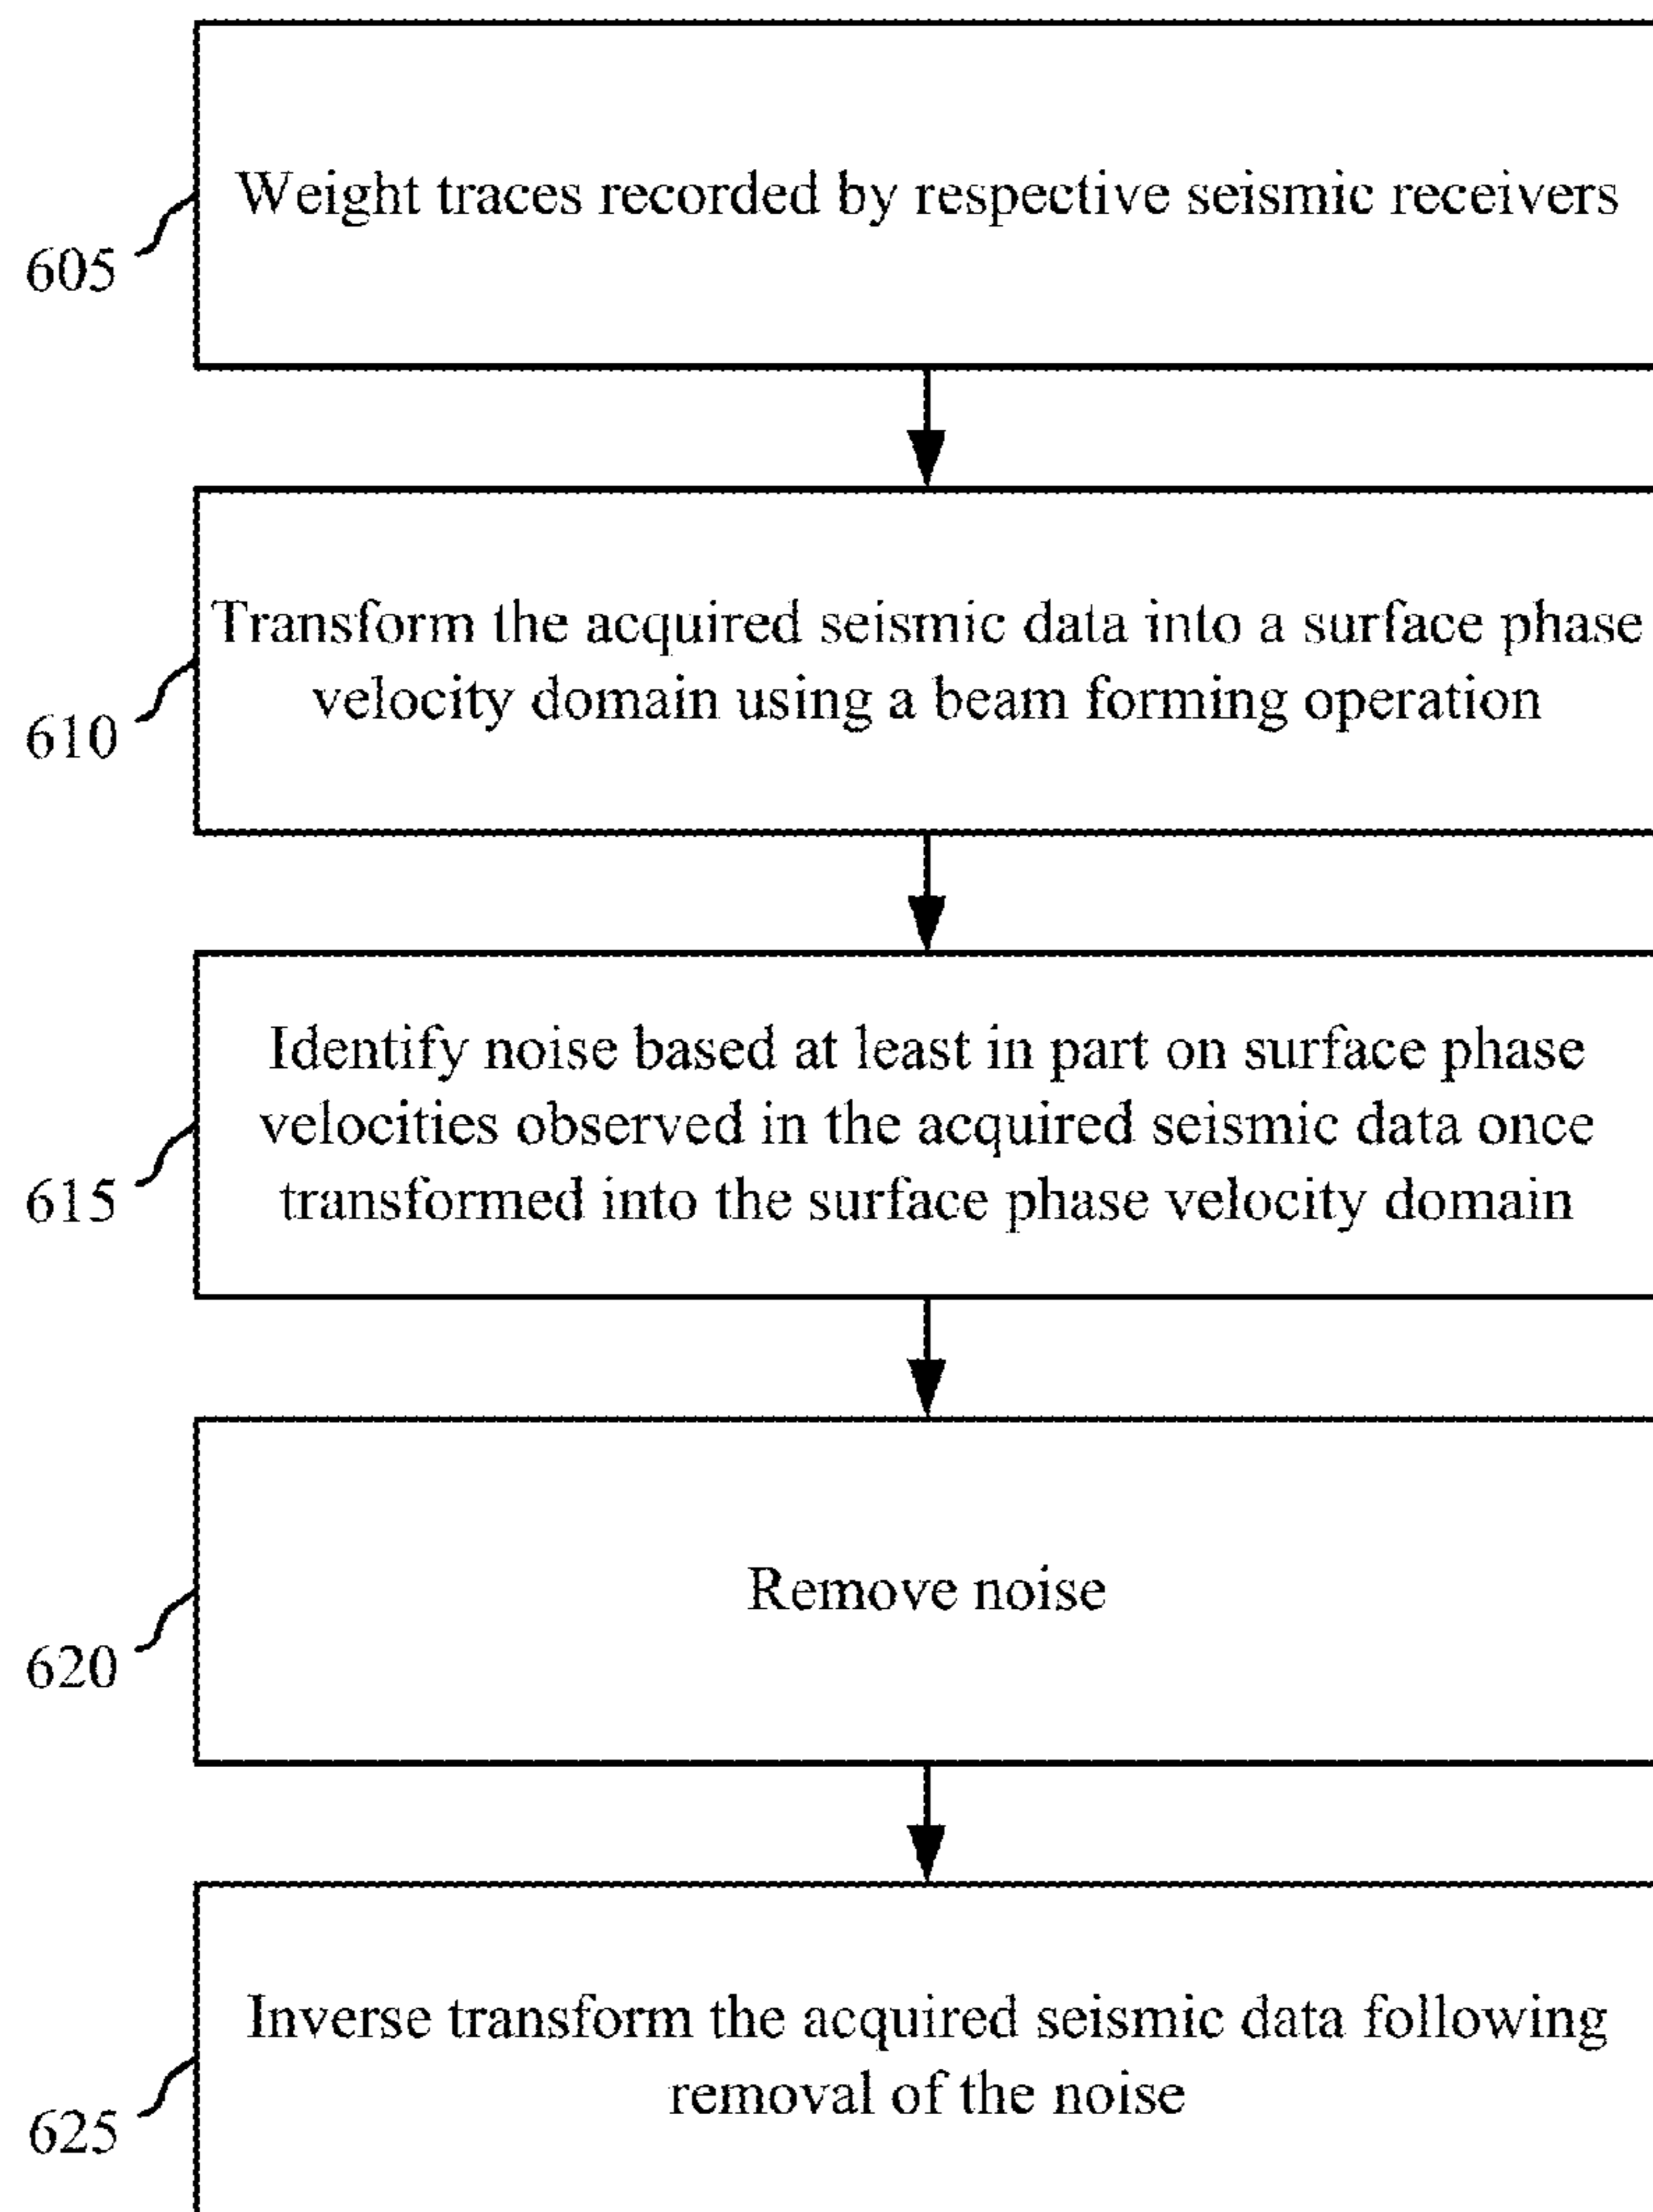 Weight traces recorded by respective seismic receivers
605
Transform the acquired seismic data into a surface phase
velocity domain using a beam forming operation
610
Identify noise based at least in part on surface phase
velocities observed in the acquired seismic data once
transformed into the surface phase velocity domain
615
Remove noise
620
Inverse transform the acquired seismic data following
removal of the noise
625